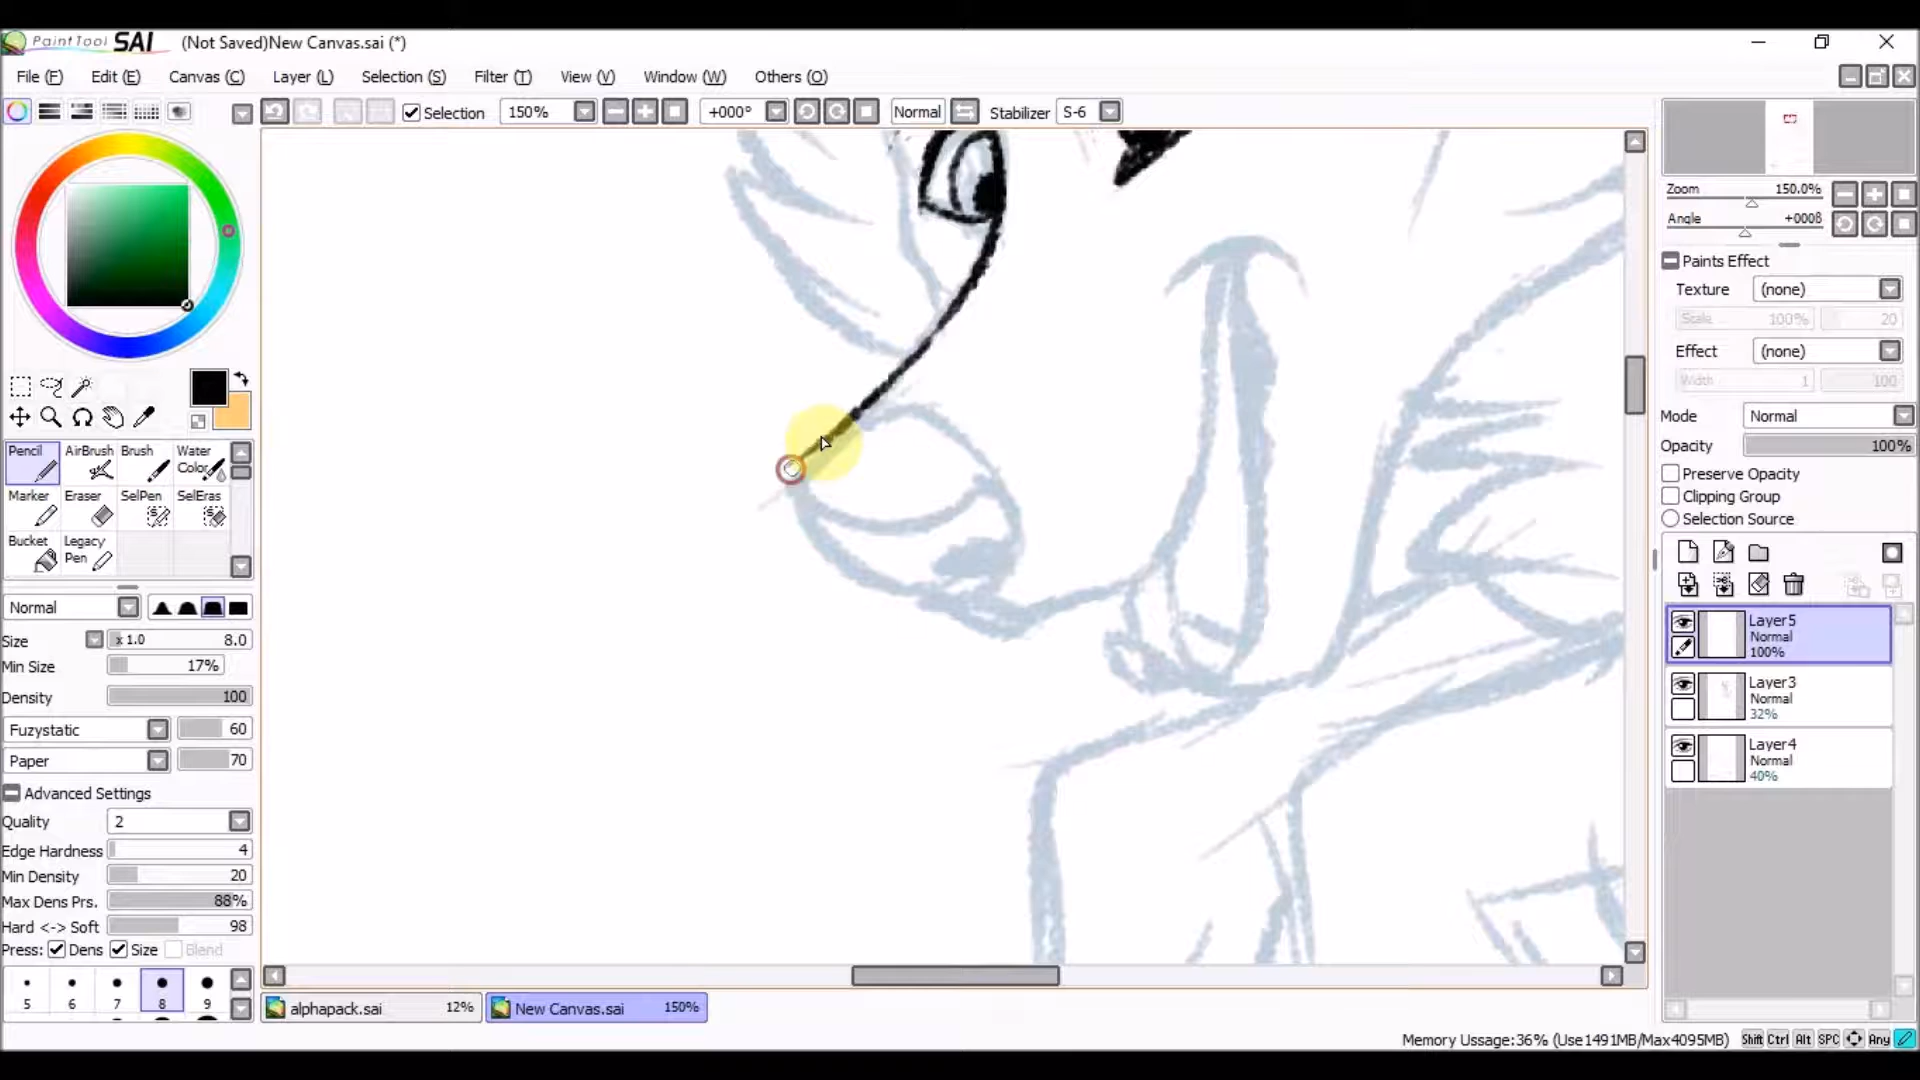 PaintTool SAI (Not Saved)New Canvas.sai (*)
File (F) Edit (E) Canvas (C) Layer (L) Selection (S) Filter (T) View (V) Window (W) Others (O)
Selection 150% +000° Normal Stabilizer S-6
Zoom 150.0%
Angle +000ß
Paints Effect
Texture (none)
Scale 100% 20
Effect (none)
Width 1 100
Mode Normal
Opacity 100%
Preserve Opacity
Clipping Group
Selection Source
Pencil AirBrush Brush Water Color
Marker Eraser SelPen SelEras
Bucket Legacy Pen
Normal
Size x 1.0 8.0
Min Size 17%
Density 100
Fuzystatic 60
Paper 70
Advanced Settings
Quality 2
Edge Hardness 4
Min Density 20
Max Dens Prs. 88%
Hard <-> Soft 98
Press: Dens Size Blend
5 6 7 8 9
Layer5
Normal
100%
Layer3
Normal
32%
Layer4
Normal
40%
alphapack.sai 12% New Canvas.sai 150%
Memory Ussage:36% (Use1491MB/Max4095MB) Shift Ctrl Alt SPC Any